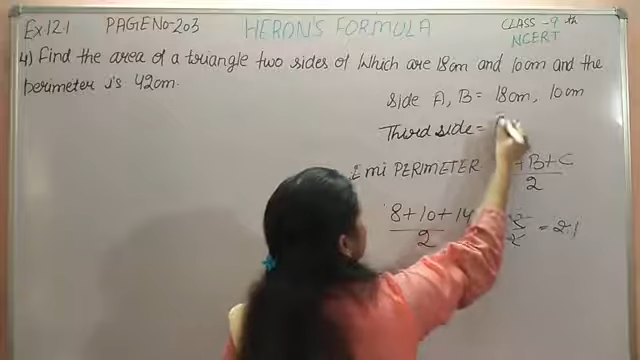 Ex.12.1 PAGE NO-203 HERON'S FORMULA CLASS-9th
NCERT
4) Find the area of a triangle two sides of which are 18cm and 10cm and the
perimeter is 42cm.
Side A, B = 18cm, 10cm
Third side =
EMI PERIMETER +B+C
2
8+10+14
2
= 21